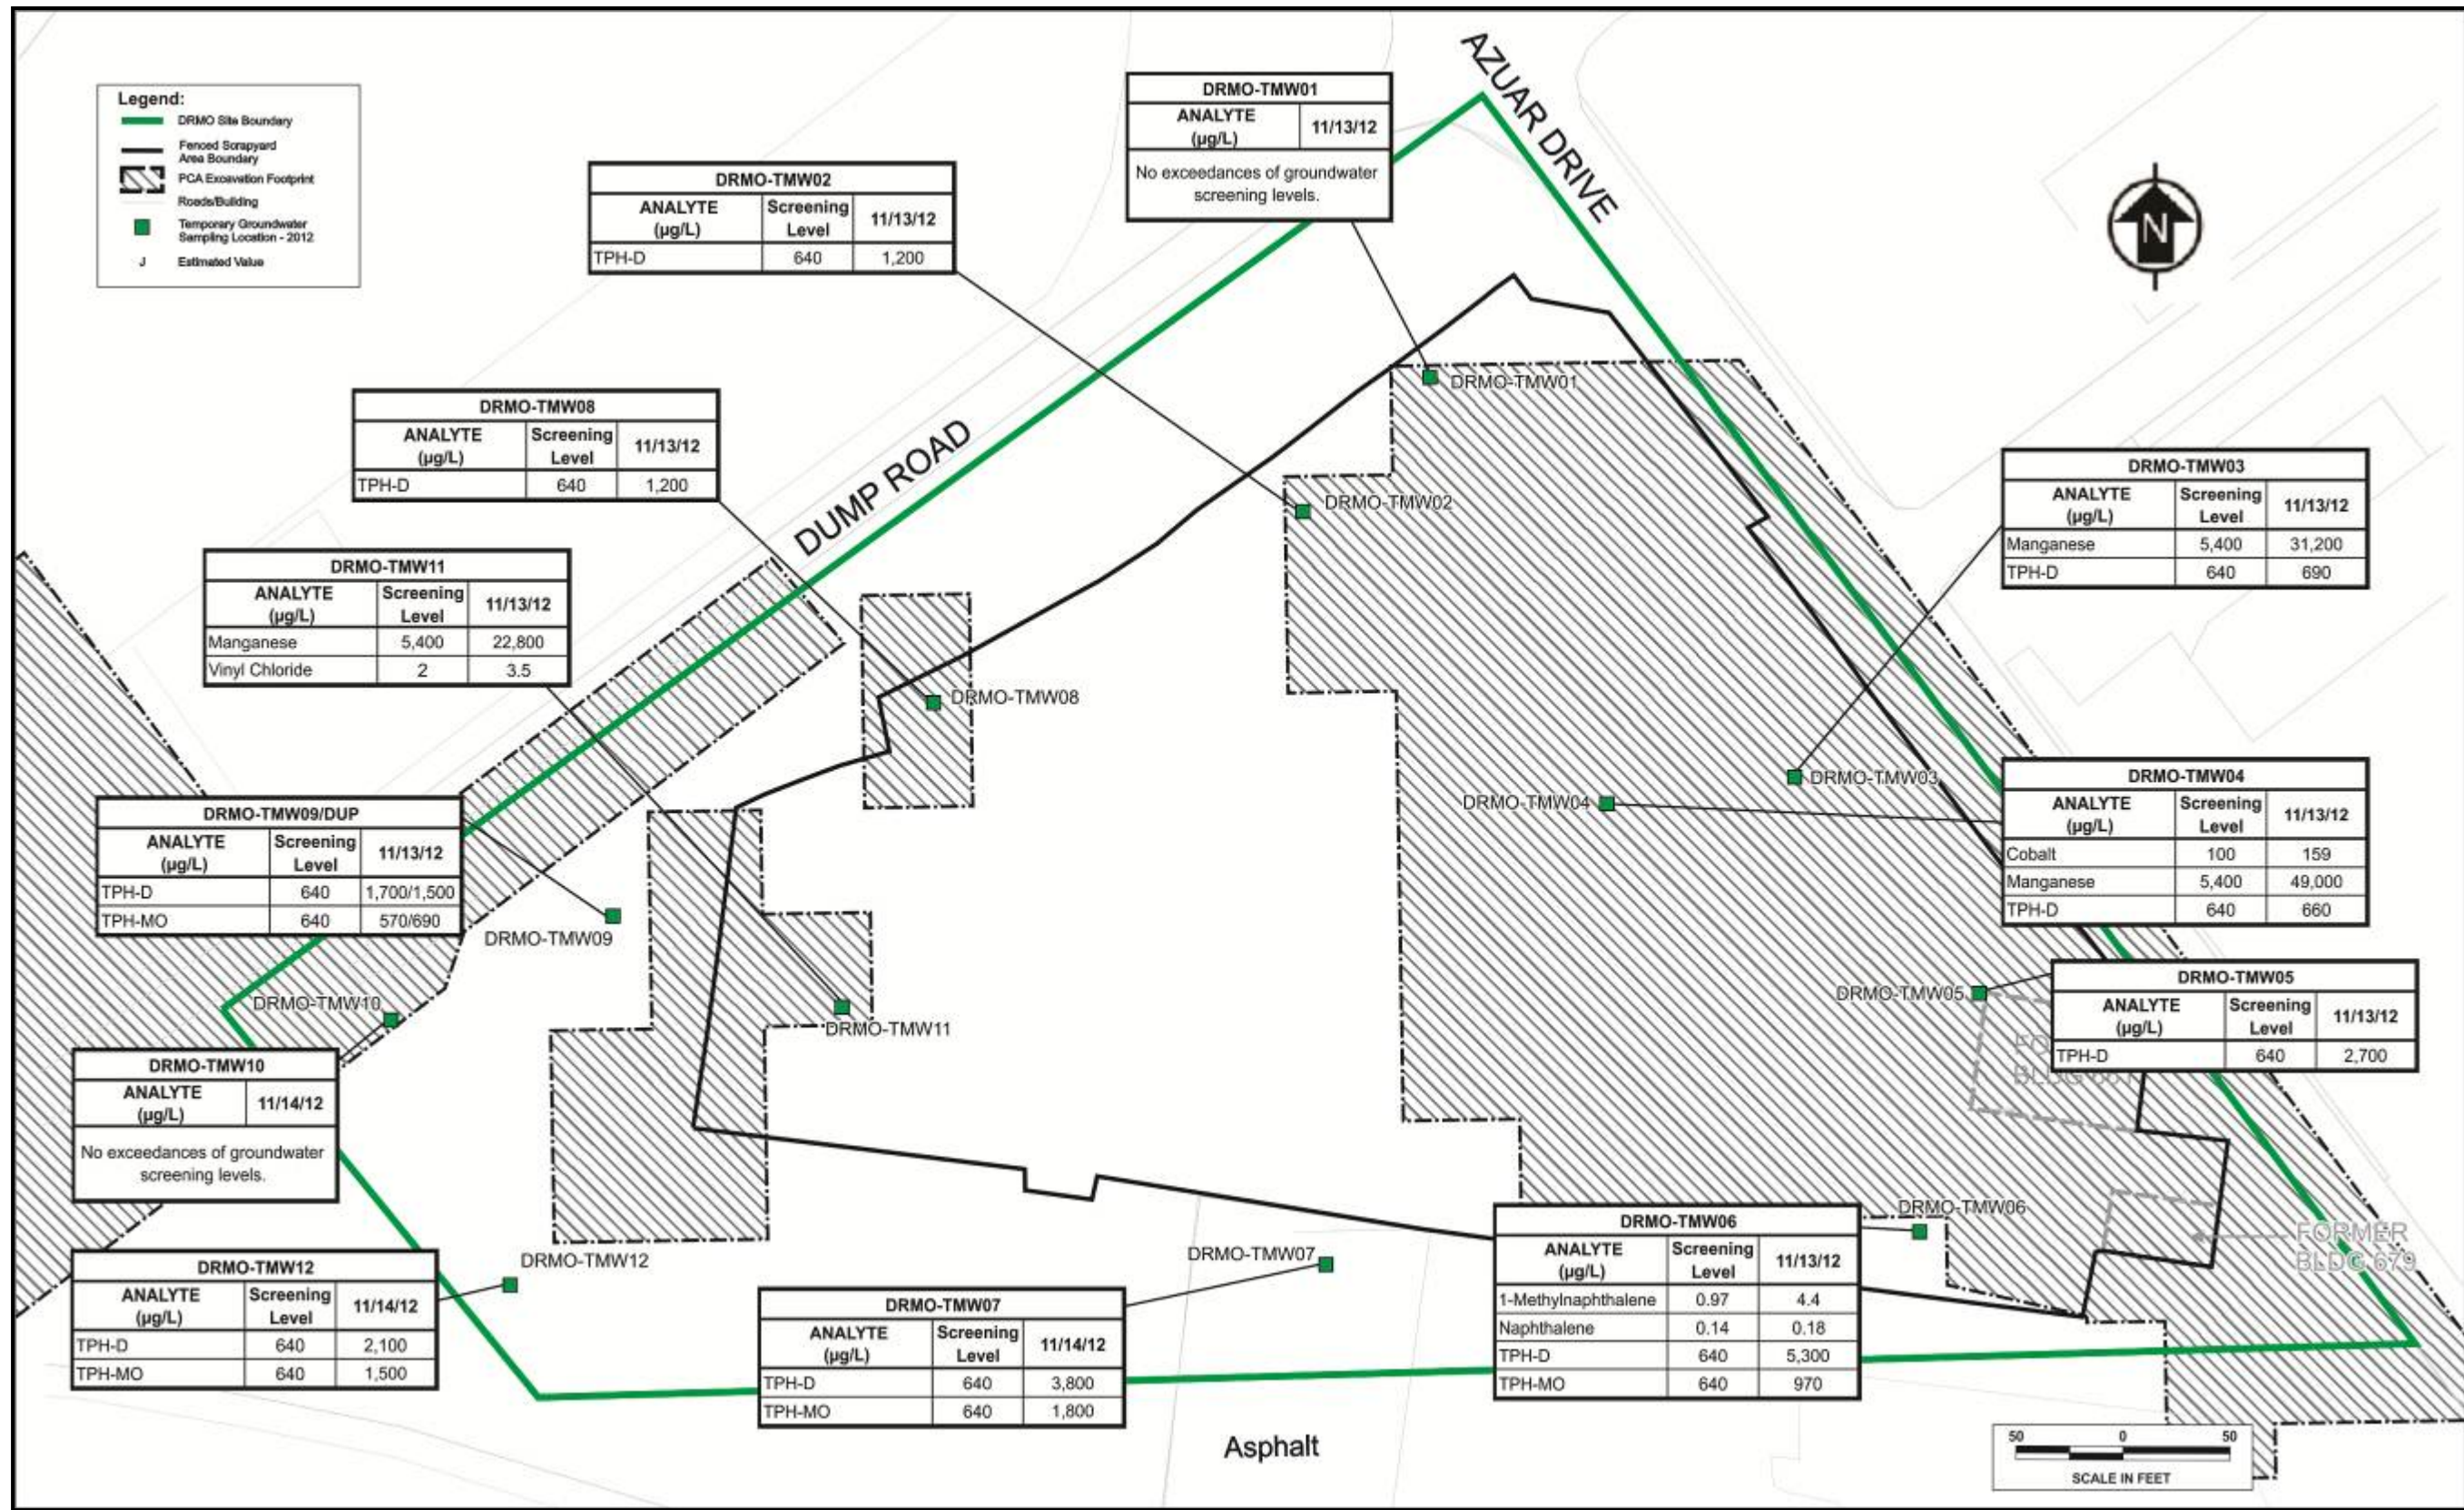 Legend:
DRMO Site Boundary
Fenced Scrapyard
Area Boundary
PCA Excavation Footprint
Roads/Building
Temporary Groundwater
Sampling Location - 2012
J Estimated Value
DRMO-TMW01
ANALYTE (µg/L) 11/13/12
No exceedances of groundwater
screening levels.
AZUAR DRIVE
N
DRMO-TMW02
ANALYTE (µg/L) Screening Level 11/13/12
TPH-D 640 1,200
DRMO-TMW08
ANALYTE (µg/L) Screening Level 11/13/12
TPH-D 640 1,200
DUMP ROAD
DRMO-TMW01
DRMO-TMW02
DRMO-TMW03
ANALYTE (µg/L) Screening Level 11/13/12
Manganese 5,400 31,200
TPH-D 640 690
DRMO-TMW11
ANALYTE (µg/L) Screening Level 11/13/12
Manganese 5,400 22,800
Vinyl Chloride 2 3.5
DRMO-TMW08
DRMO-TMW03
DRMO-TMW04
DRMO-TMW04
ANALYTE (µg/L) Screening Level 11/13/12
Cobalt 100 159
Manganese 5,400 49,000
TPH-D 640 660
DRMO-TMW09/DUP
ANALYTE (µg/L) Screening Level 11/13/12
TPH-D 640 1,700/1,500
TPH-MO 640 570/690
DRMO-TMW09
DRMO-TMW10
DRMO-TMW11
DRMO-TMW05
DRMO-TMW05
ANALYTE (µg/L) Screening Level 11/13/12
TPH-D 640 2,700
FO
BLDG
DRMO-TMW10
ANALYTE (µg/L) 11/14/12
No exceedances of groundwater
screening levels.
DRMO-TMW12
DRMO-TMW07
DRMO-TMW06
FORMER
BLDG 679
DRMO-TMW12
ANALYTE (µg/L) Screening Level 11/14/12
TPH-D 640 2,100
TPH-MO 640 1,500
DRMO-TMW07
ANALYTE (µg/L) Screening Level 11/14/12
TPH-D 640 3,800
TPH-MO 640 1,800
DRMO-TMW06
ANALYTE (µg/L) Screening Level 11/13/12
1-Methylnaphthalene 0.97 4.4
Naphthalene 0.14 0.18
TPH-D 640 5,300
TPH-MO 640 970
Asphalt
50 0 50
SCALE IN FEET